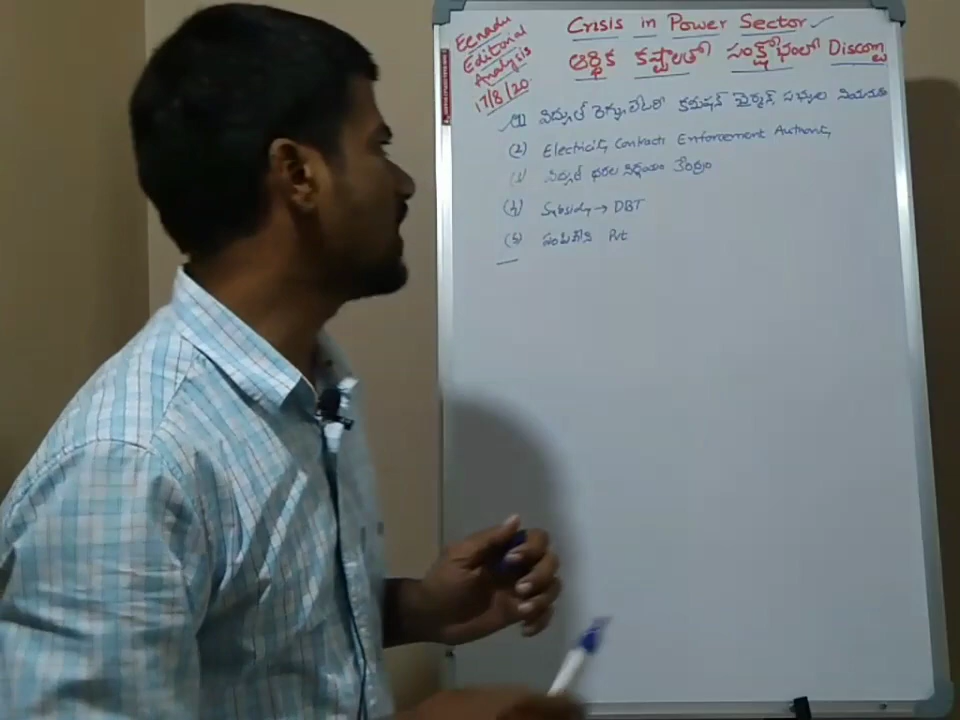 Eenadu
Editorial
Analysis
17/8/20
Crisis in Power Sector
ఆర్థిక కష్టాలతో సంక్షోభంలో Discoms
(1) విద్యుత్ రెగ్యులేటరీ కమిషన్ చైర్మన్, సభ్యుల నియామకం
(2) Electricity Contract Enforcement Authority
(3) విద్యుత్ ధరల నిర్ణయం కేంద్రం
(4) Subsidy → DBT
(5) పంపిణీని Pvt